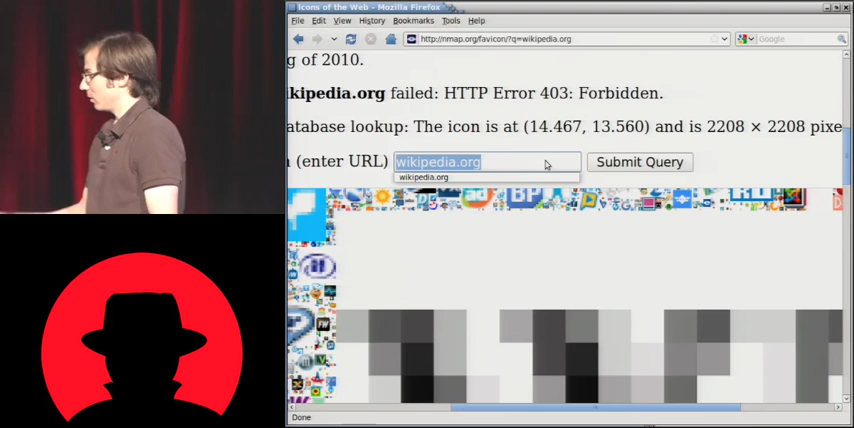 Icons of the Web - Mozilla Firefox
File Edit View History Bookmarks Tools Help
http://nmap.org/favicon/?q=wikipedia.org
Google
g of 2010.
ikipedia.org failed: HTTP Error 403: Forbidden.
atabase lookup: The icon is at (14.467, 13.560) and is 2208 × 2208 pixe
(enter URL) wikipedia.org Submit Query
wikipedia.org
BP
FW
Done